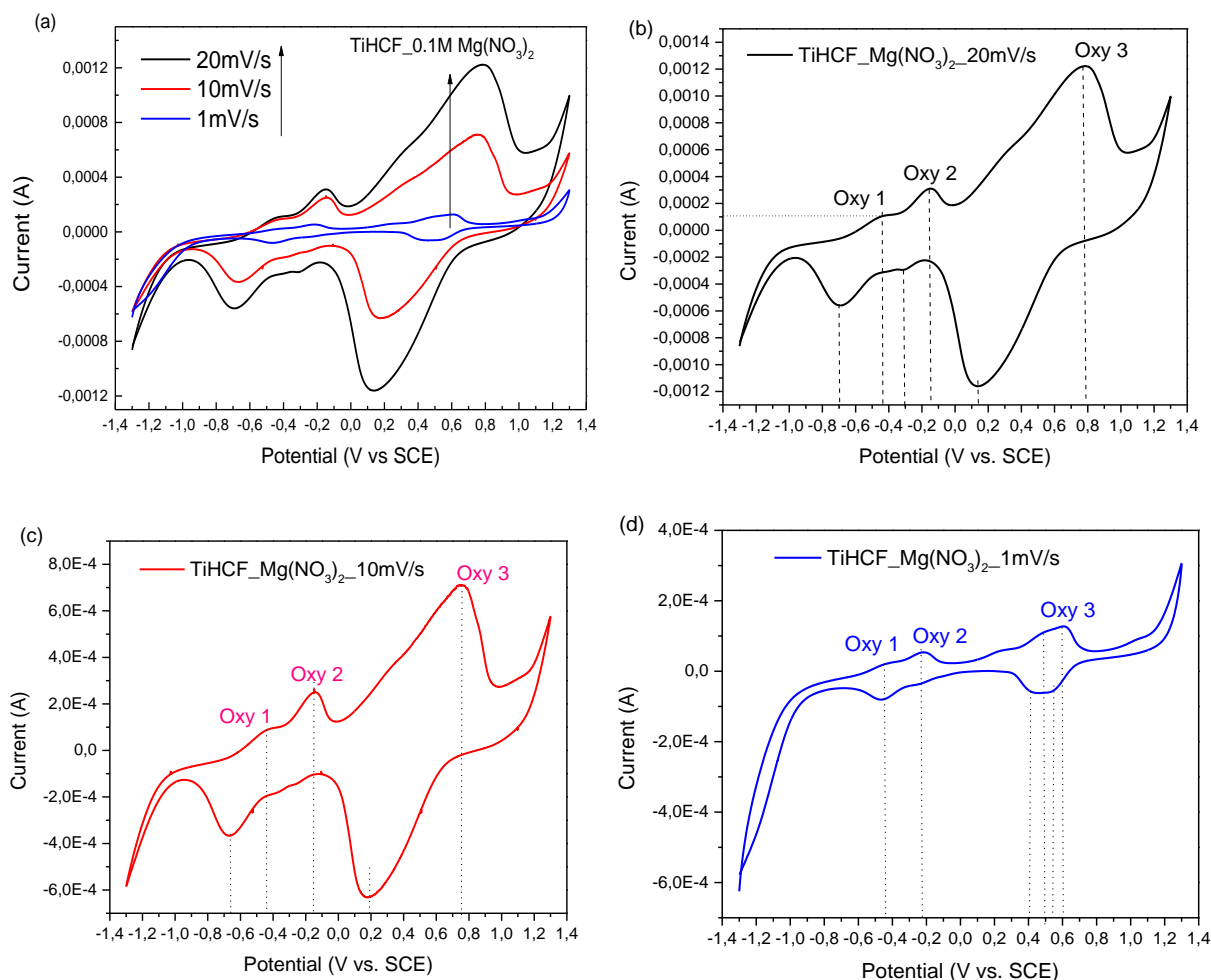 (a)
20mV/s
10mV/s
1mV/s
TiHCF_0.1M Mg(NO3)2
0,0012
0,0008
0,0004
0,0000
-0,0004
-0,0008
-0,0012
Current (A)
-1,4 -1,2 -1,0 -0,8 -0,6 -0,4 -0,2 0,0 0,2 0,4 0,6 0,8 1,0 1,2 1,4
Potential (V vs SCE)
(b)
TiHCF_Mg(NO3)2_20mV/s
Oxy 3
Oxy 2
Oxy 1
0,0014
0,0012
0,0010
0,0008
0,0006
0,0004
0,0002
0,0000
-0,0002
-0,0004
-0,0006
-0,0008
-0,0010
-0,0012
Current (A)
-1,4 -1,2 -1,0 -0,8 -0,6 -0,4 -0,2 0,0 0,2 0,4 0,6 0,8 1,0 1,2 1,4
Potential (V vs. SCE)
(c)
TiHCF_Mg(NO3)2_10mV/s
Oxy 3
Oxy 2
Oxy 1
8,0E-4
6,0E-4
4,0E-4
2,0E-4
0,0
-2,0E-4
-4,0E-4
-6,0E-4
Current (A)
-1,4 -1,2 -1,0 -0,8 -0,6 -0,4 -0,2 0,0 0,2 0,4 0,6 0,8 1,0 1,2 1,4
Potential (V vs. SCE)
(d)
TiHCF_Mg(NO3)2_1mV/s
Oxy 3
Oxy 1
Oxy 2
4,0E-4
2,0E-4
0,0
-2,0E-4
-4,0E-4
-6,0E-4
Current (A)
-1,4 -1,2 -1,0 -0,8 -0,6 -0,4 -0,2 0,0 0,2 0,4 0,6 0,8 1,0 1,2 1,4
Potential (V vs. SCE)